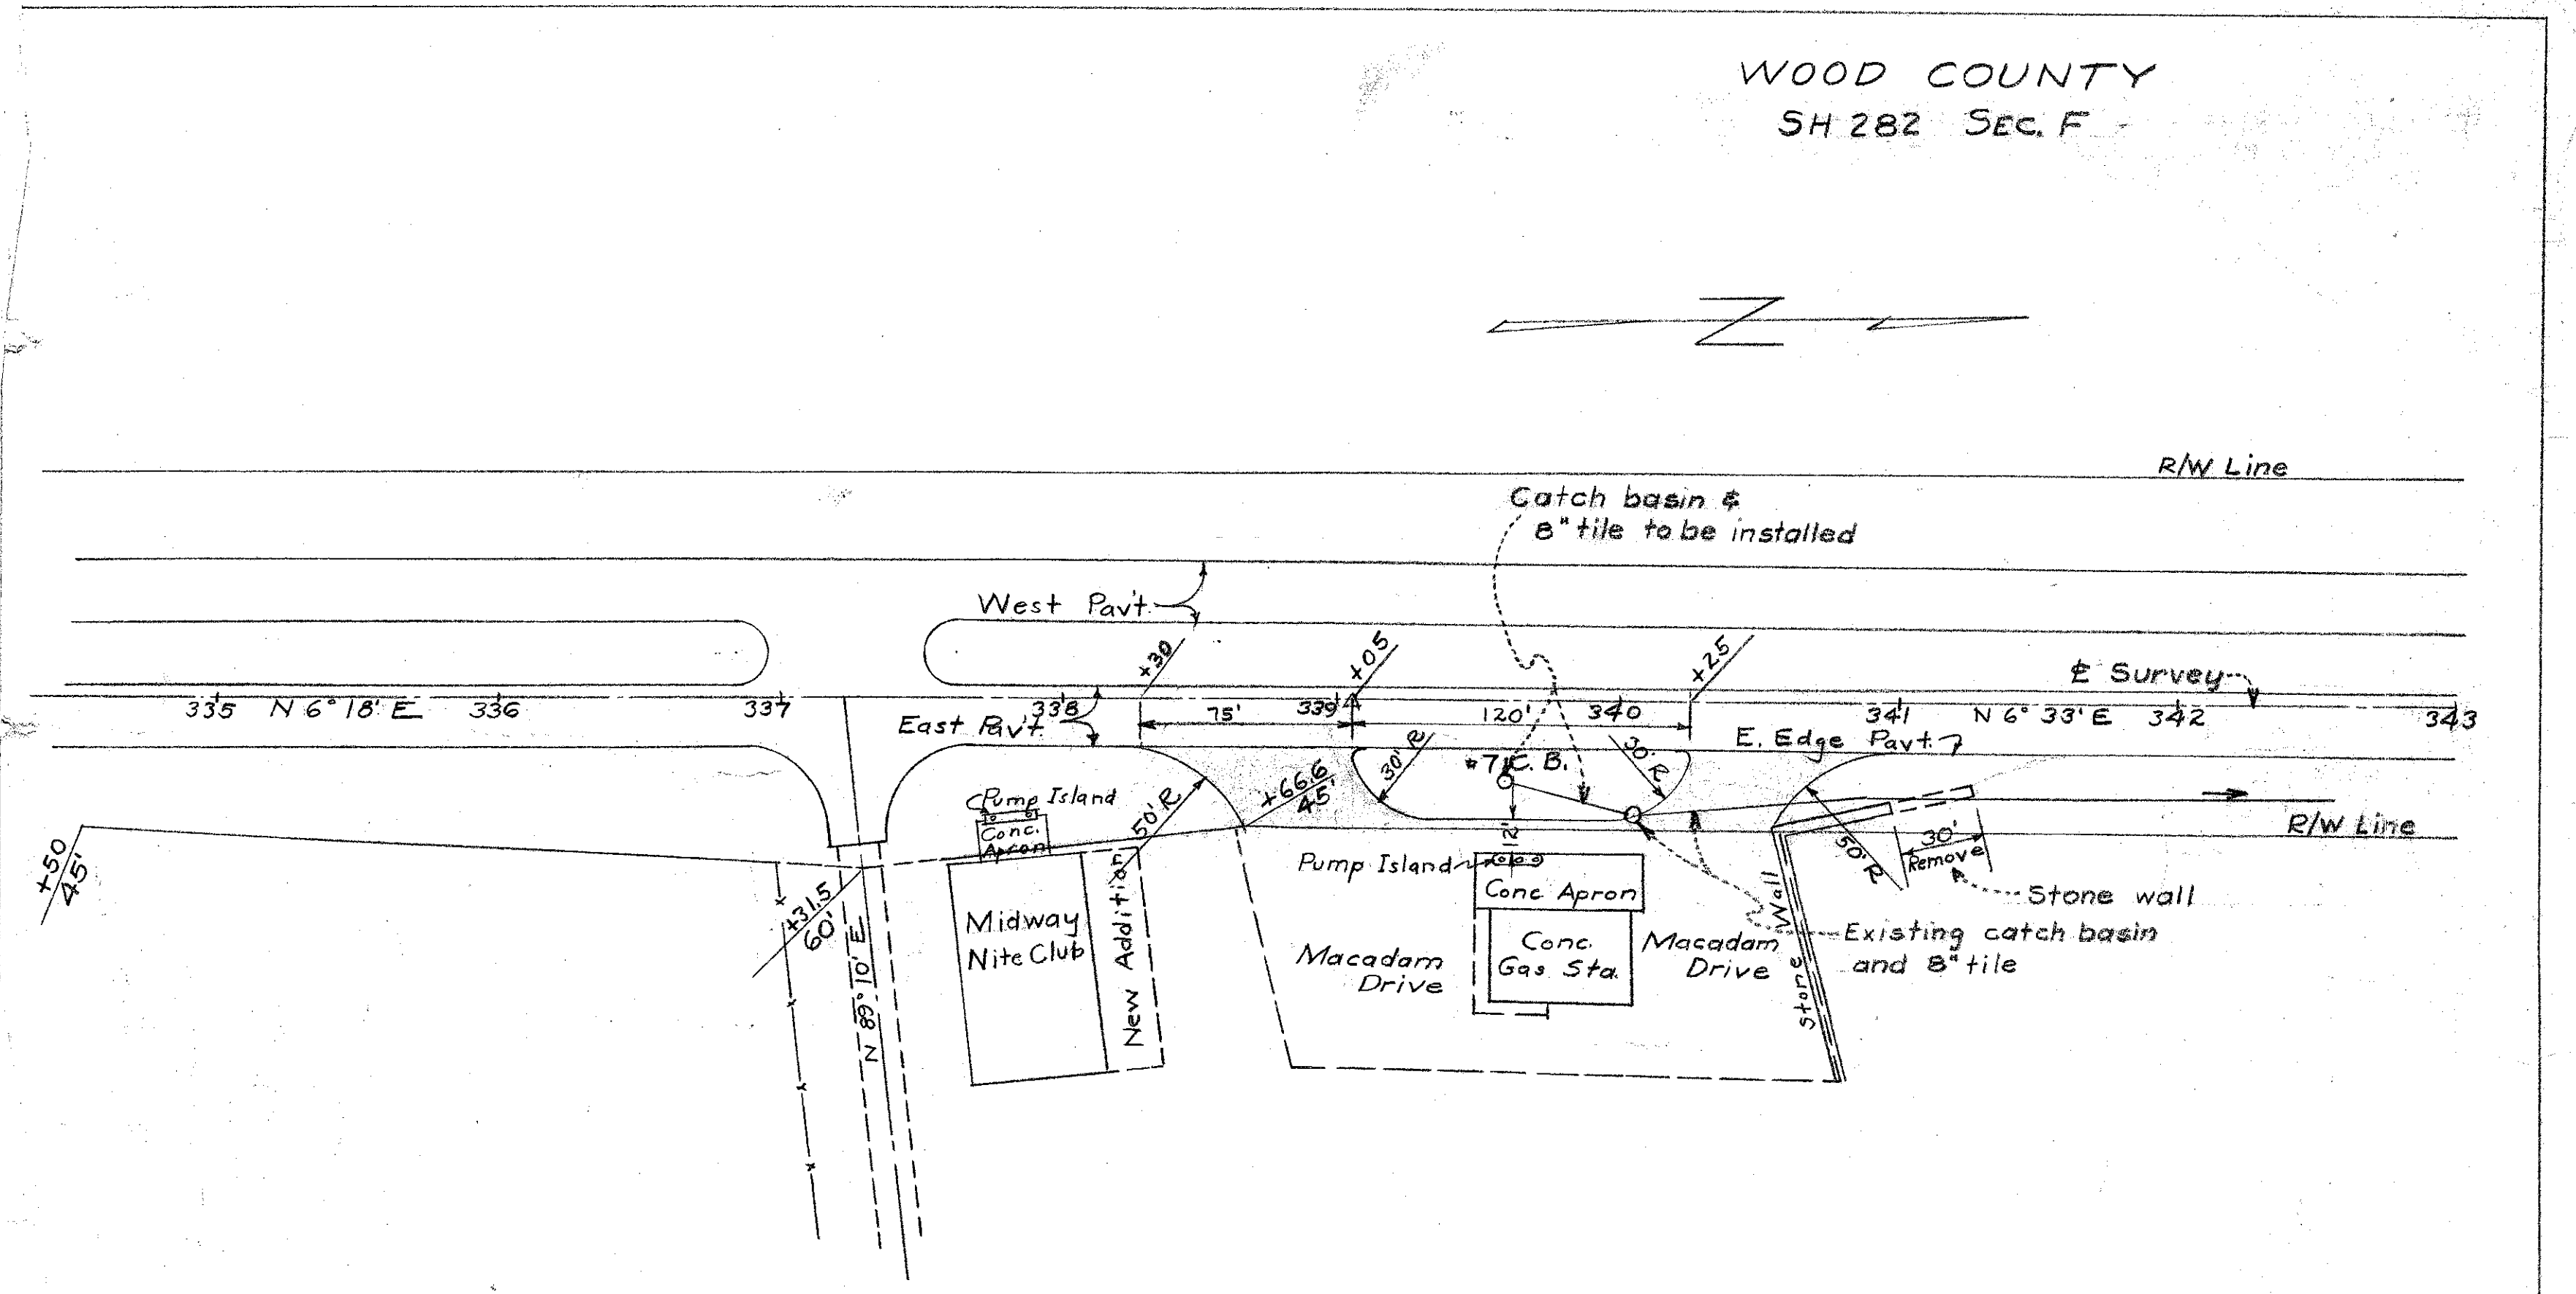 WOOD COUNTY
SH 282 SEC. F
Z
R/W Line
Catch basin &
8" tile to be installed
West Pav't.
+30
+05
+25
℄ Survey
335 N 6° 18' E 336 337 338 339 340 341 N 6° 33' E 342 343
75'
120'
East Pav't.
E. Edge Pavt.
30' R
#7 C. B.
30' R
+66.6
45'
Pump Island
Conc.
Apron
50' R
12'
R/W Line
+50
45'
+31.5
60'
N 89° 10' E
Midway
Nite Club
New Addition
Pump Island
Conc Apron
Conc.
Gas. Sta.
Macadam
Drive
Macadam
Drive
Stone Wall
50' R
30'
Remove
Stone wall
Existing catch basin
and 8" tile